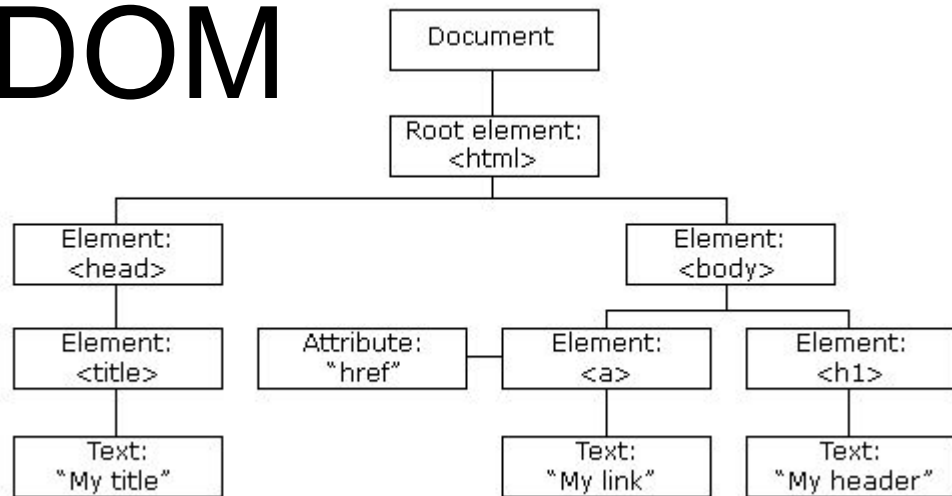 DOM
Document
Root element:
<html>
Element:
<head>
Element:
<body>
Element:
<title>
Attribute:
“href”
Element:
<a>
Element:
<h1>
Text:
“My title”
Text:
“My link”
Text:
“My header”